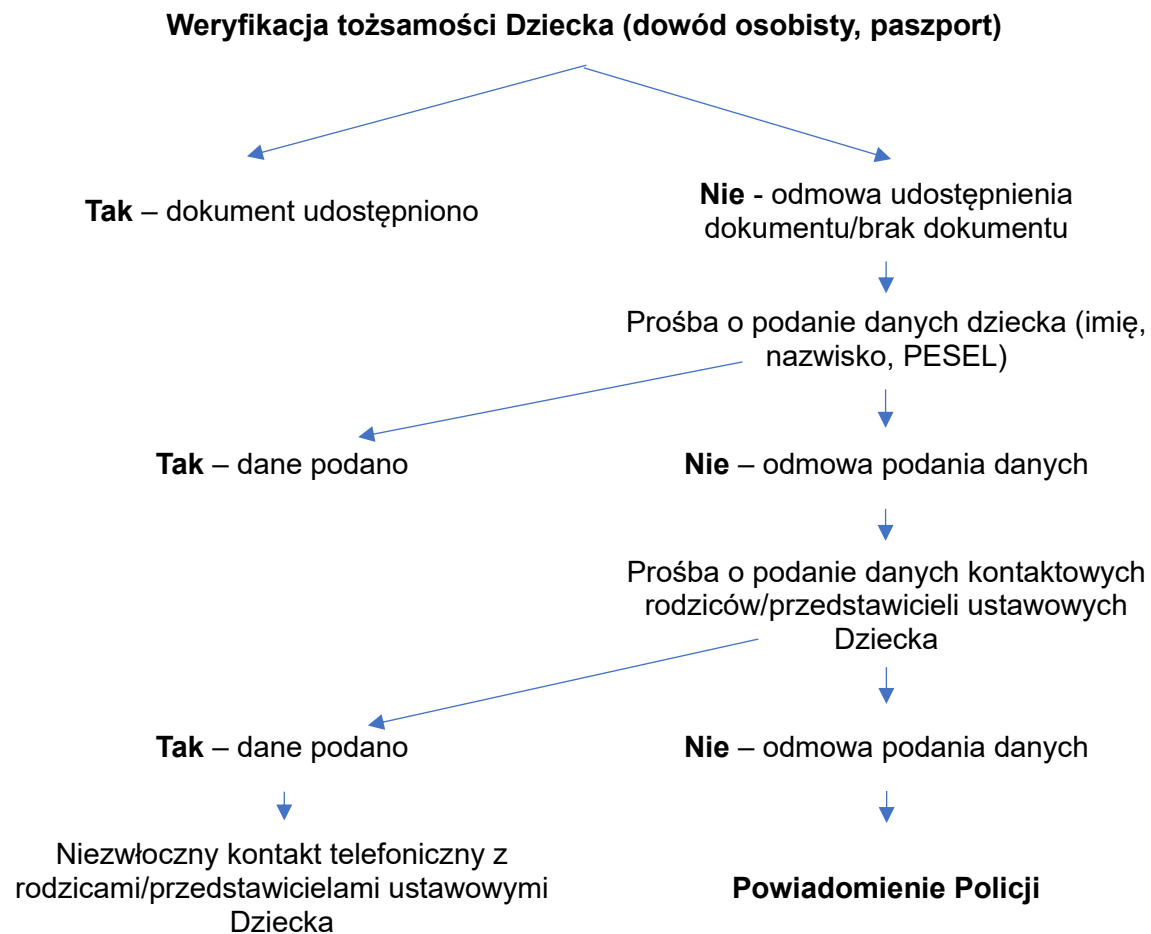 Weryfikacja tożsamości Dziecka (dowód osobisty, paszport)
Tak – dokument udostępniono
Nie - odmowa udostępnienia
dokumentu/brak dokumentu
Prośba o podanie danych dziecka (imię,
nazwisko, PESEL)
Tak – dane podano
Nie – odmowa podania danych
Prośba o podanie danych kontaktowych
rodziców/przedstawicieli ustawowych
Dziecka
Tak – dane podano
Nie – odmowa podania danych
Niezwłoczny kontakt telefoniczny z
rodzicami/przedstawicielami ustawowymi
Dziecka
Powiadomienie Policji